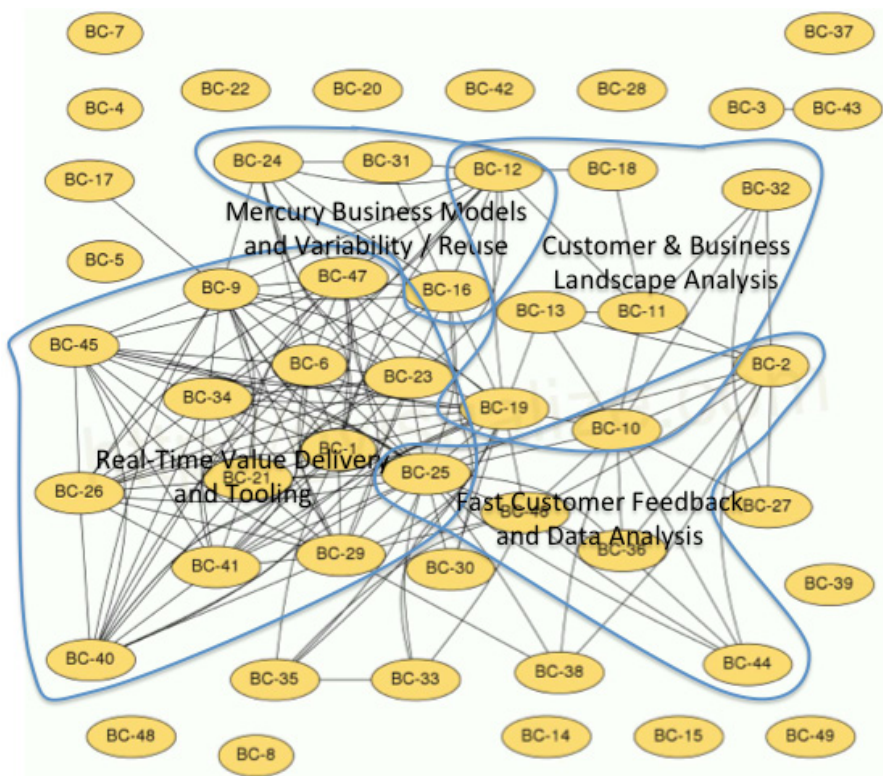 BC-7
BC-37
BC-22
BC-20
BC-42
BC-28
BC-4
BC-3
BC-43
BC-24
BC-31
BC-12
BC-18
BC-17
BC-32
Mercury Business Models
and Variability / Reuse
Customer & Business
Landscape Analysis
BC-5
BC-9
BC-47
BC-16
BC-13
BC-11
BC-45
BC-6
BC-23
BC-2
BC-34
BC-19
BC-10
BC-1
Real-Time Value Delivery
and Tooling
BC-21
BC-25
BC-26
Fast Customer Feedback
and Data Analysis
BC-27
BC-36
BC-41
BC-29
BC-30
BC-39
BC-40
BC-35
BC-33
BC-38
BC-44
BC-48
BC-8
BC-14
BC-15
BC-49